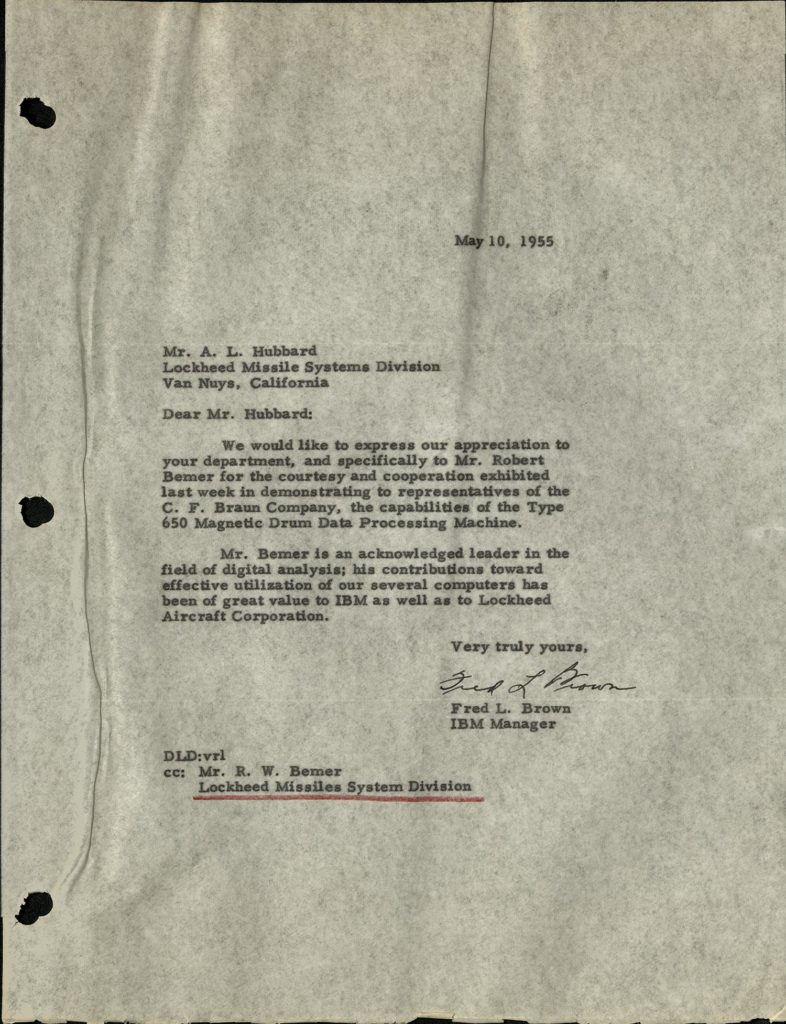 May 10, 1955
Mr. A. L. Hubbard
Lockheed Missile Systems Division
Van Nuys, California
Dear Mr. Hubbard:
We would like to express our appreciation to
your department, and specifically to Mr. Robert
Bemer for the courtesy and cooperation exhibited
last week in demonstrating to representatives of the
C. F. Braun Company, the capabilities of the Type
650 Magnetic Drum Data Processing Machine.
Mr. Bemer is an acknowledged leader in the
field of digital analysis; his contributions toward
effective utilization of our several computers has
been of great value to IBM as well as to Lockheed
Aircraft Corporation.
Very truly yours,
Fred L Brown
Fred L. Brown
IBM Manager
DLD:vrl
cc: Mr. R. W. Bemer
Lockheed Missiles System Division